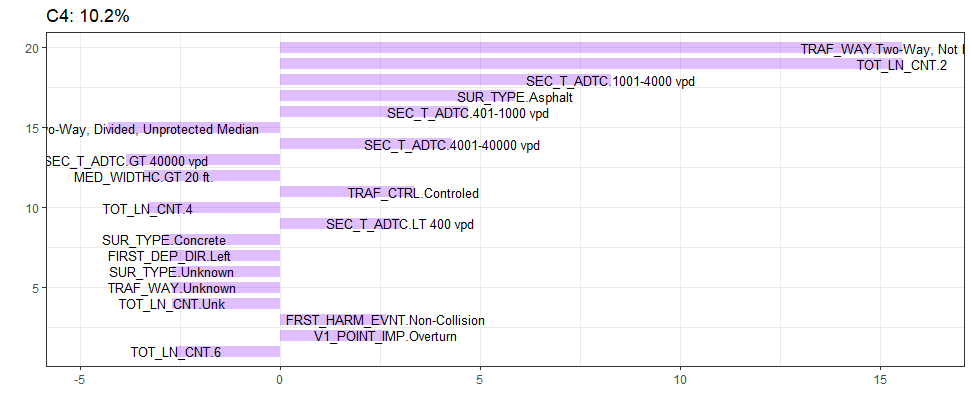 C4: 10.2%
20
TRAF_WAY.Two-Way, Not
TOT_LN_CNT.2
SEC_T_ADTC.1001-4000 vpd
SUR_TYPE.Asphalt
SEC_T_ADTC.401-1000 vpd
15
o-Way, Divided, Unprotected Median
SEC_T_ADTC.4001-40000 vpd
SEC_T_ADTC.GT 40000 vpd
MED_WIDTHC.GT 20 ft.
TRAF_CTRL.Controled
10
TOT_LN_CNT.4
SEC_T_ADTC.LT 400 vpd
SUR_TYPE.Concrete
FIRST_DEP_DIR.Left
SUR_TYPE.Unknown
5
TRAF_WAY.Unknown
TOT_LN_CNT.Unk
FRST_HARM_EVNT.Non-Collision
V1_POINT_IMP.Overturn
TOT_LN_CNT.6
-5 0 5 10 15